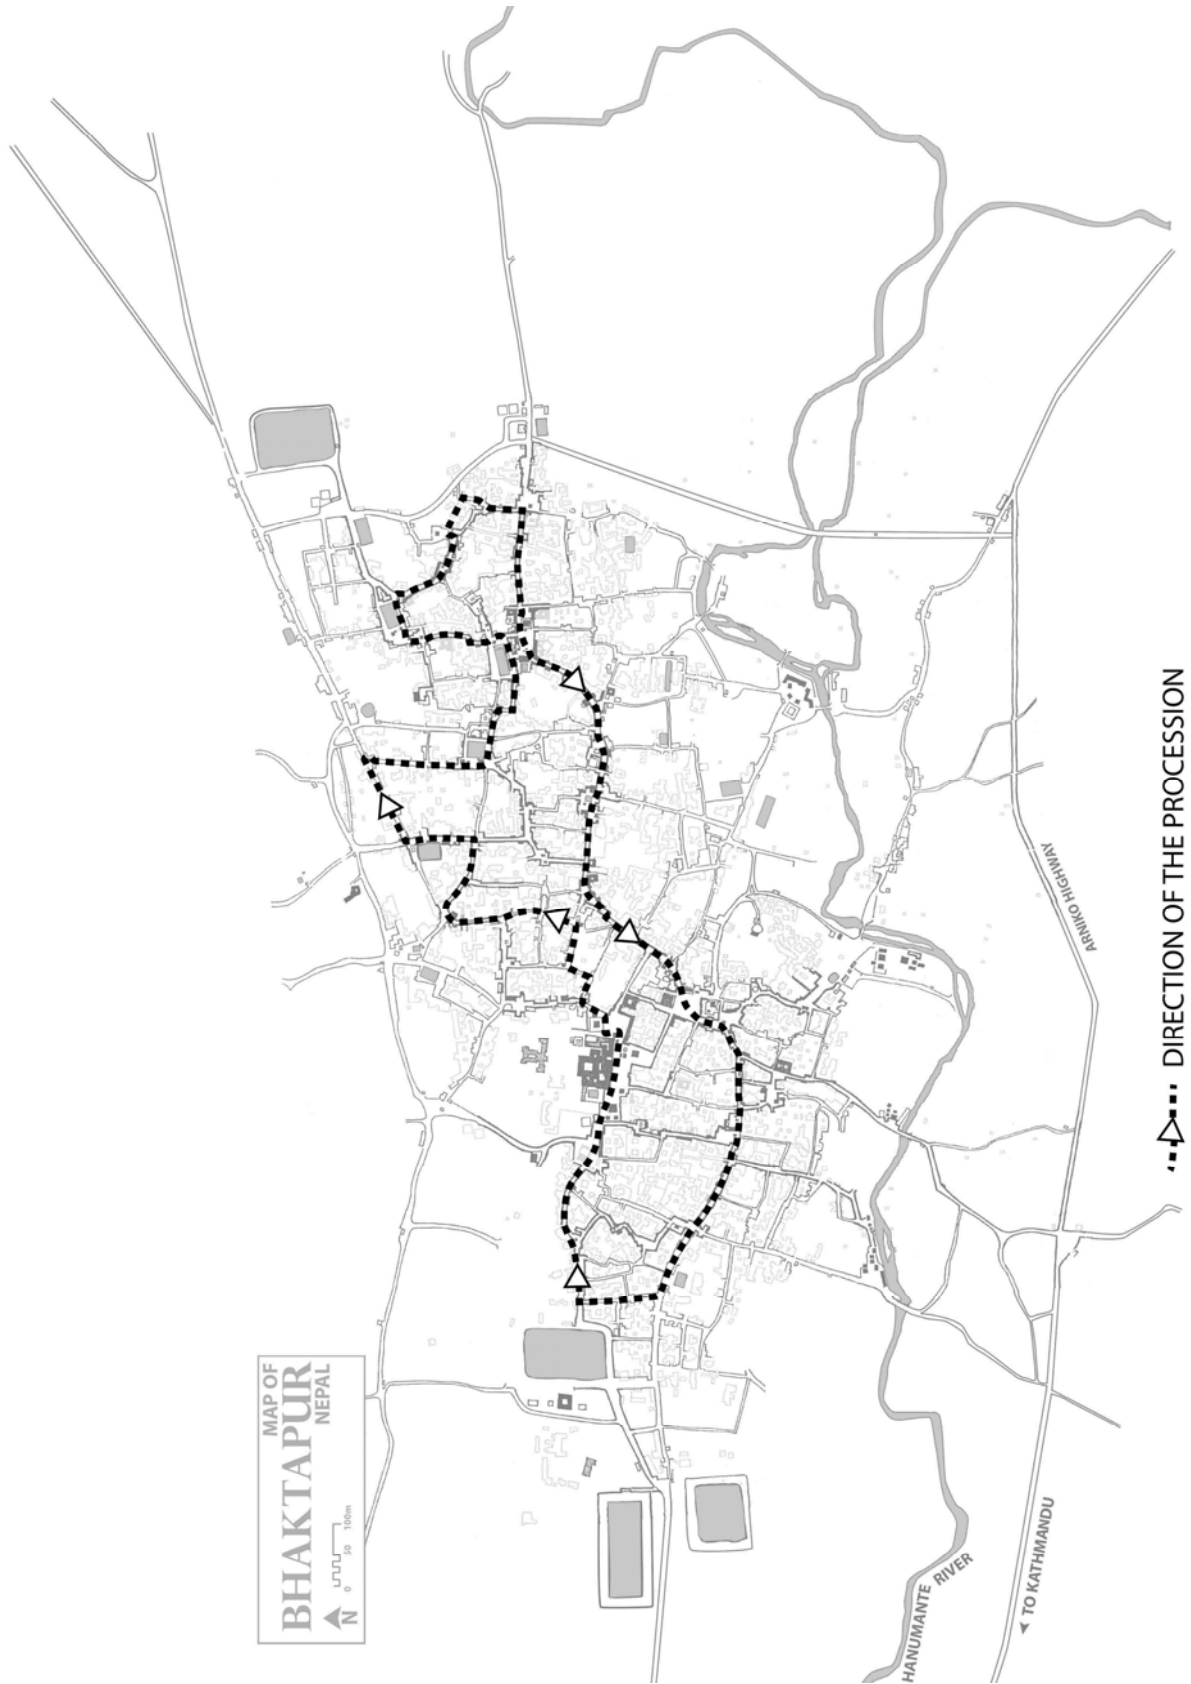 MAP OF
BHAKTAPUR
NEPAL
N
0 50 100m
ARNIKO HIGHWAY
HANUMANTE RIVER
TO KATHMANDU
DIRECTION OF THE PROCESSION